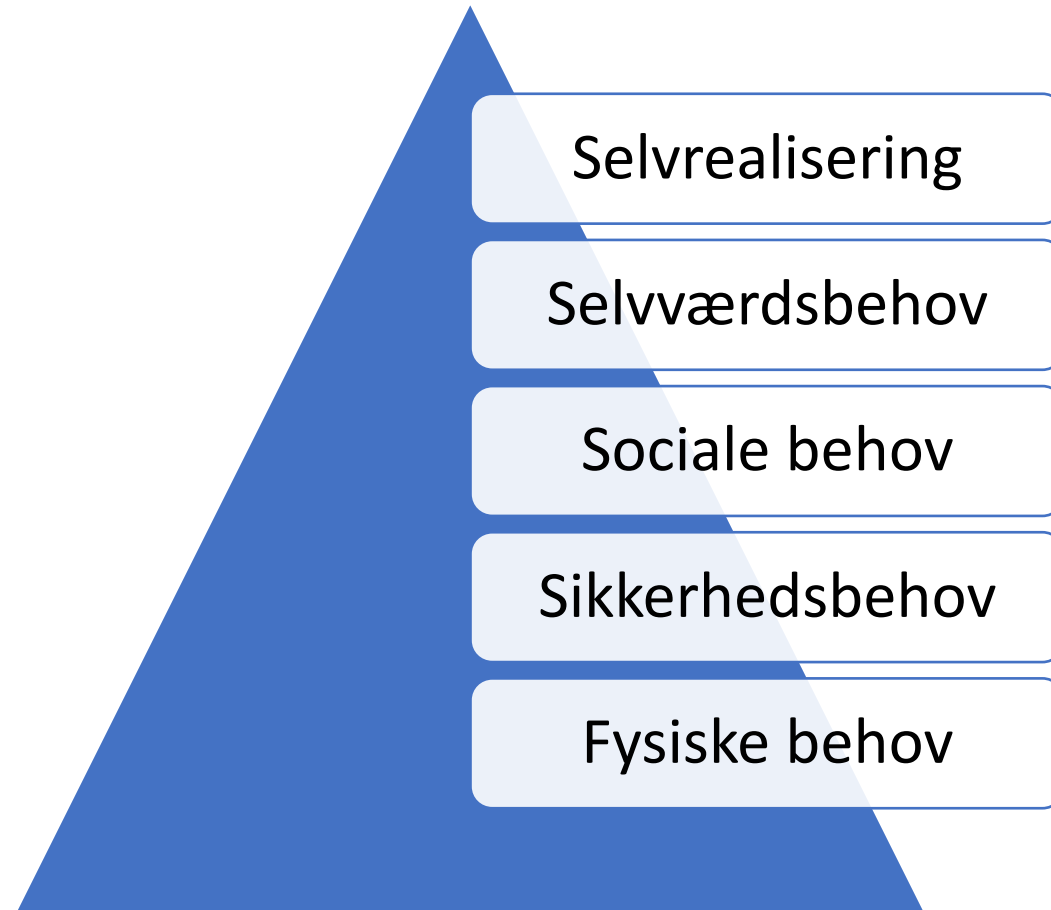 Selvrealisering
Selvværdsbehov
Sociale behov
Sikkerhedsbehov
Fysiske behov